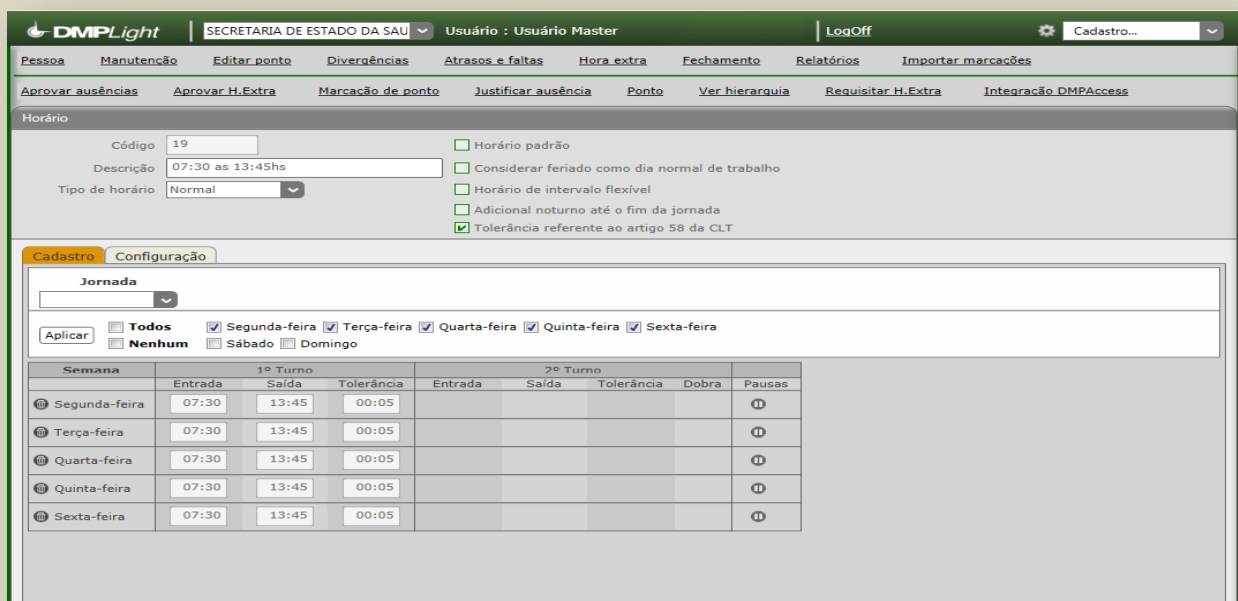 DMPLight SECRETARIA DE ESTADO DA SAU Usuário : Usuário Master LogOff Cadastro...
Pessoa Manutenção Editar ponto Divergências Atrasos e faltas Hora extra Fechamento Relatórios Importar marcações
Aprovar ausências Aprovar H.Extra Marcação de ponto Justificar ausência Ponto Ver hierarquia Requisitar H.Extra Integração DMPAccess
Horário
Código 19 Horário padrão
Descrição 07:30 as 13:45hs Considerar feriado como dia normal de trabalho
Tipo de horário Normal Horário de intervalo flexível
Adicional noturno até o fim da jornada
Tolerância referente ao artigo 58 da CLT
Cadastro Configuração
Jornada
Aplicar Todos Segunda-feira Terça-feira Quarta-feira Quinta-feira Sexta-feira
Nenhum Sábado Domingo
Semana 1º Turno 2º Turno
Entrada Saída Tolerância Entrada Saída Tolerância Dobra Pausas
Segunda-feira 07:30 13:45 00:05
Terça-feira 07:30 13:45 00:05
Quarta-feira 07:30 13:45 00:05
Quinta-feira 07:30 13:45 00:05
Sexta-feira 07:30 13:45 00:05